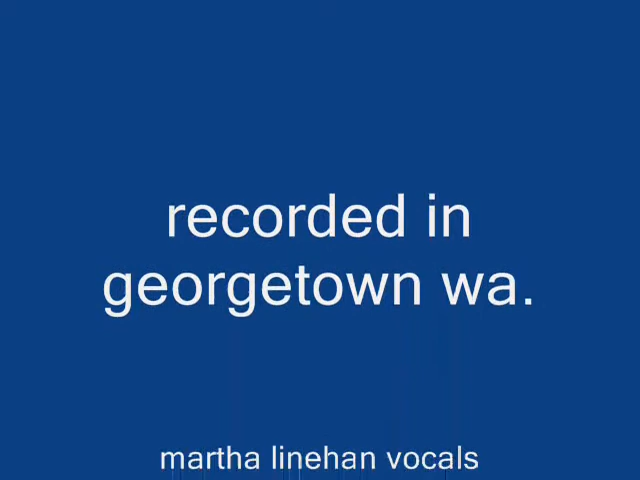 recorded in
georgetown wa.
martha linehan vocals